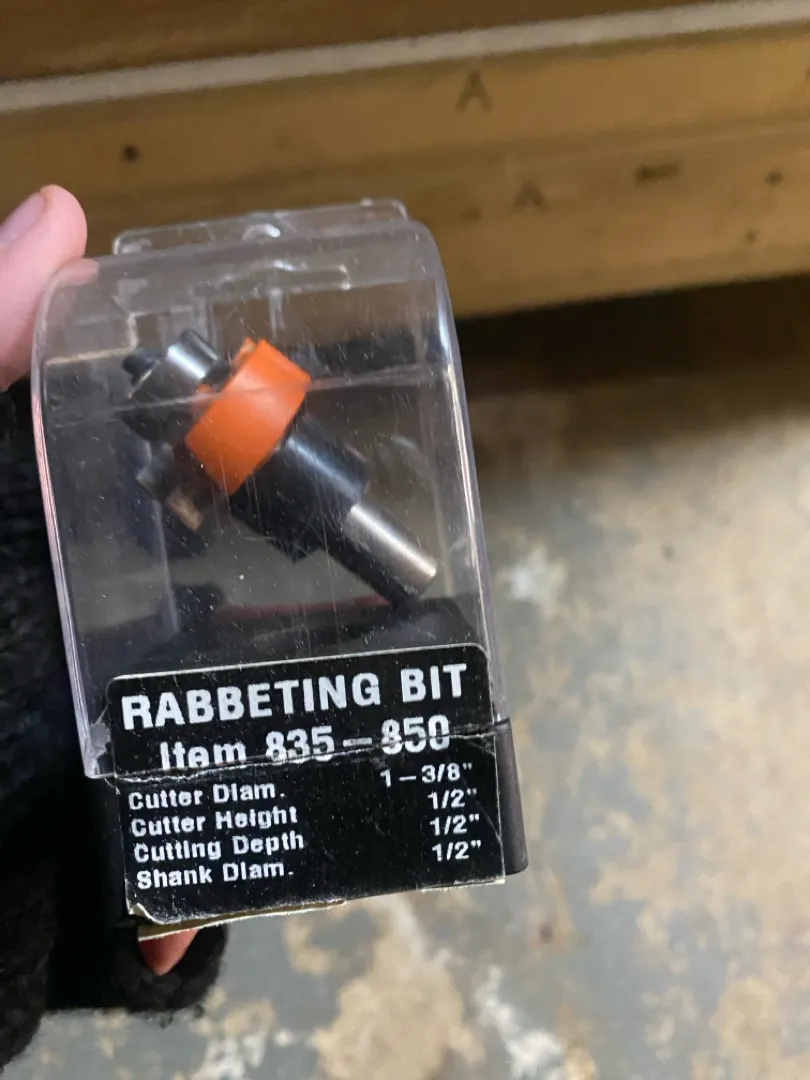 RABBETING BIT
Item 835-850
Cutter Diam. 1-3/8"
Cutter Height 1/2"
Cutting Depth 1/2"
Shank Diam. 1/2"